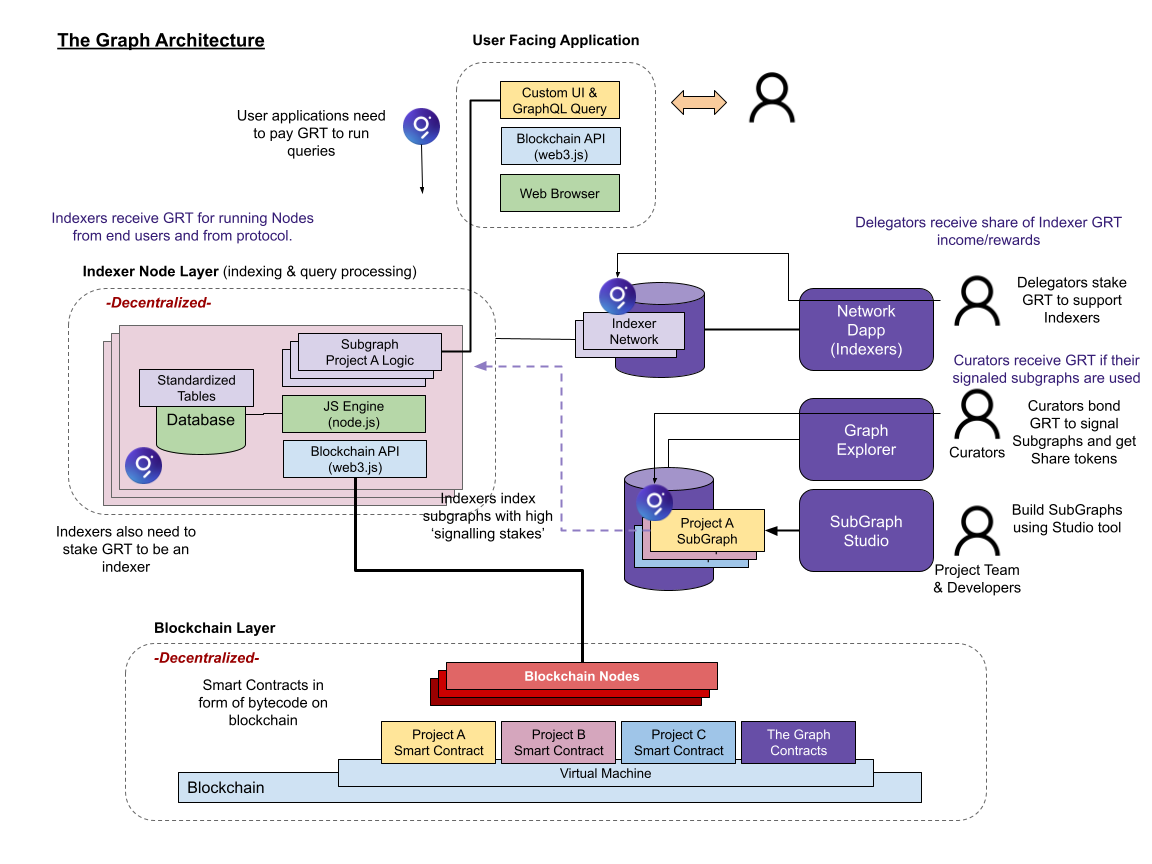 The Graph Architecture
User Facing Application
Custom UI &
GraphQL Query
Blockchain API
(web3.js)
Web Browser
User applications need
to pay GRT to run
queries
Indexers receive GRT for running Nodes
from end users and from protocol.
Indexer Node Layer (indexing & query processing)
-Decentralized-
Subgraph
Project A Logic
Standardized
Tables
Database
JS Engine
(node.js)
Blockchain API
(web3.js)
Indexers also need to
stake GRT to be an
indexer
Indexers index
subgraphs with high
‘signalling stakes’
Indexer
Network
Delegators receive share of Indexer GRT
income/rewards
Network
Dapp
(Indexers)
Delegators stake
GRT to support
Indexers
Curators receive GRT if their
signaled subgraphs are used
Graph
Explorer
Curators
Curators bond
GRT to signal
Subgraphs and get
Share tokens
Project A
SubGraph
SubGraph
Studio
Build SubGraphs
using Studio tool
Project Team
& Developers
Blockchain Layer
-Decentralized-
Smart Contracts in
form of bytecode on
blockchain
Blockchain Nodes
Project A
Smart Contract
Project B
Smart Contract
Project C
Smart Contract
The Graph
Contracts
Virtual Machine
Blockchain